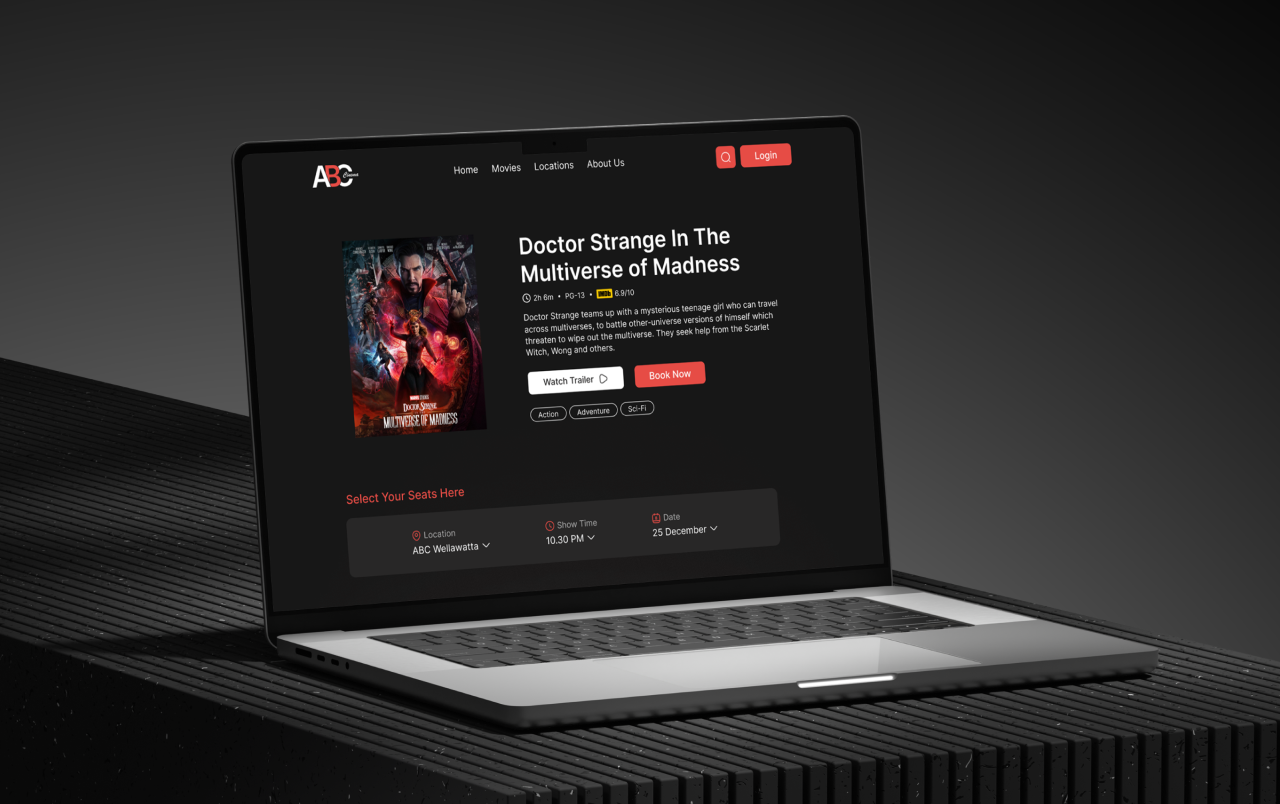 ABC
Cinema
Home Movies Locations About Us
Login
Doctor Strange In The
Multiverse of Madness
2h 6m • PG-13 • IMDb 6.9/10
Doctor Strange teams up with a mysterious teenage girl who can travel
across multiverses, to battle other-universe versions of himself which
threaten to wipe out the multiverse. They seek help from the Scarlet
Witch, Wong and others.
Watch Trailer
Book Now
Action Adventure Sci-Fi
MARVEL STUDIOS
DOCTOR STRANGE
MULTIVERSE OF MADNESS
Select Your Seats Here
Location
ABC Wellawatta
Show Time
10.30 PM
Date
25 December